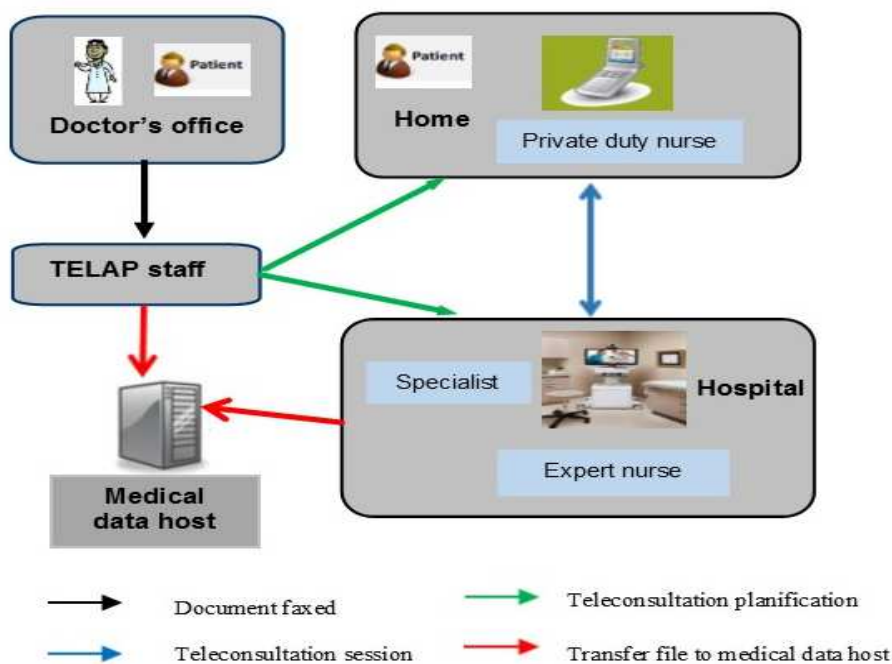 Patient
Doctor's office
Patient
Home
Private duty nurse
TELAP staff
Specialist
Hospital
Expert nurse
Medical
data host
Document faxed
Teleconsultation planification
Teleconsultation session
Transfer file to medical data host